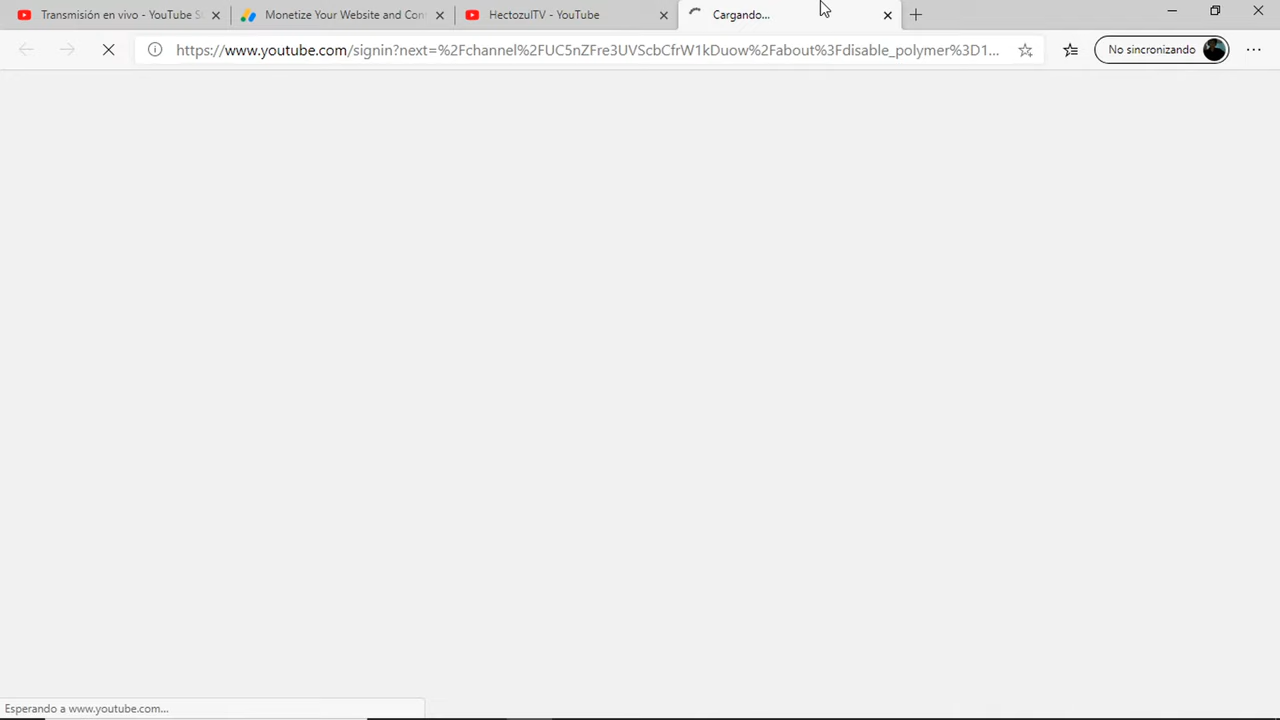 Transmisión en vivo - YouTube S
Monetize Your Website and Con
HectozulTV - YouTube
Cargando...
https://www.youtube.com/signin?next=%2Fchannel%2FUC5nZFre3UVScbCfrW1kDuow%2Fabout%3Fdisable_polymer%3D1...
No sincronizando
Esperando a www.youtube.com...